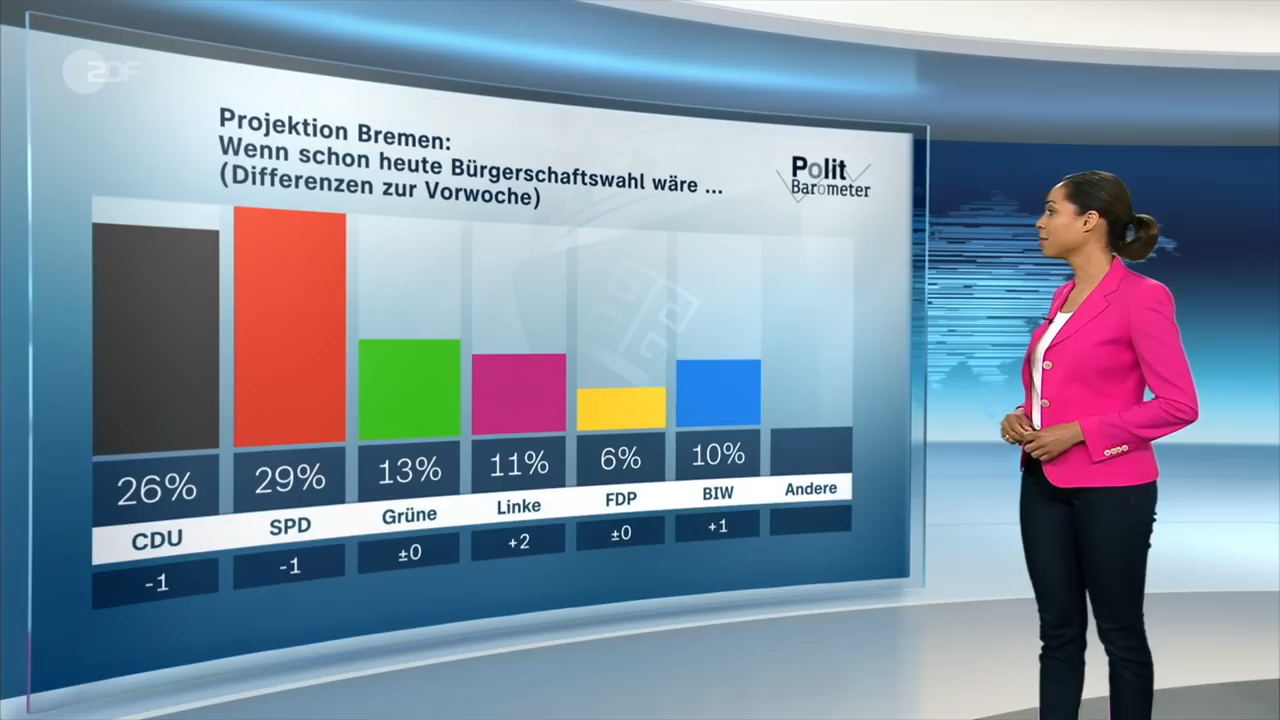 ZDF
Projektion Bremen:
Wenn schon heute Bürgerschaftswahl wäre ...
(Differenzen zur Vorwoche)
Polit
Barometer
26% 29% 13% 11% 6% 10%
CDU SPD Grüne Linke FDP BIW Andere
-1 -1 ±0 +2 ±0 +1